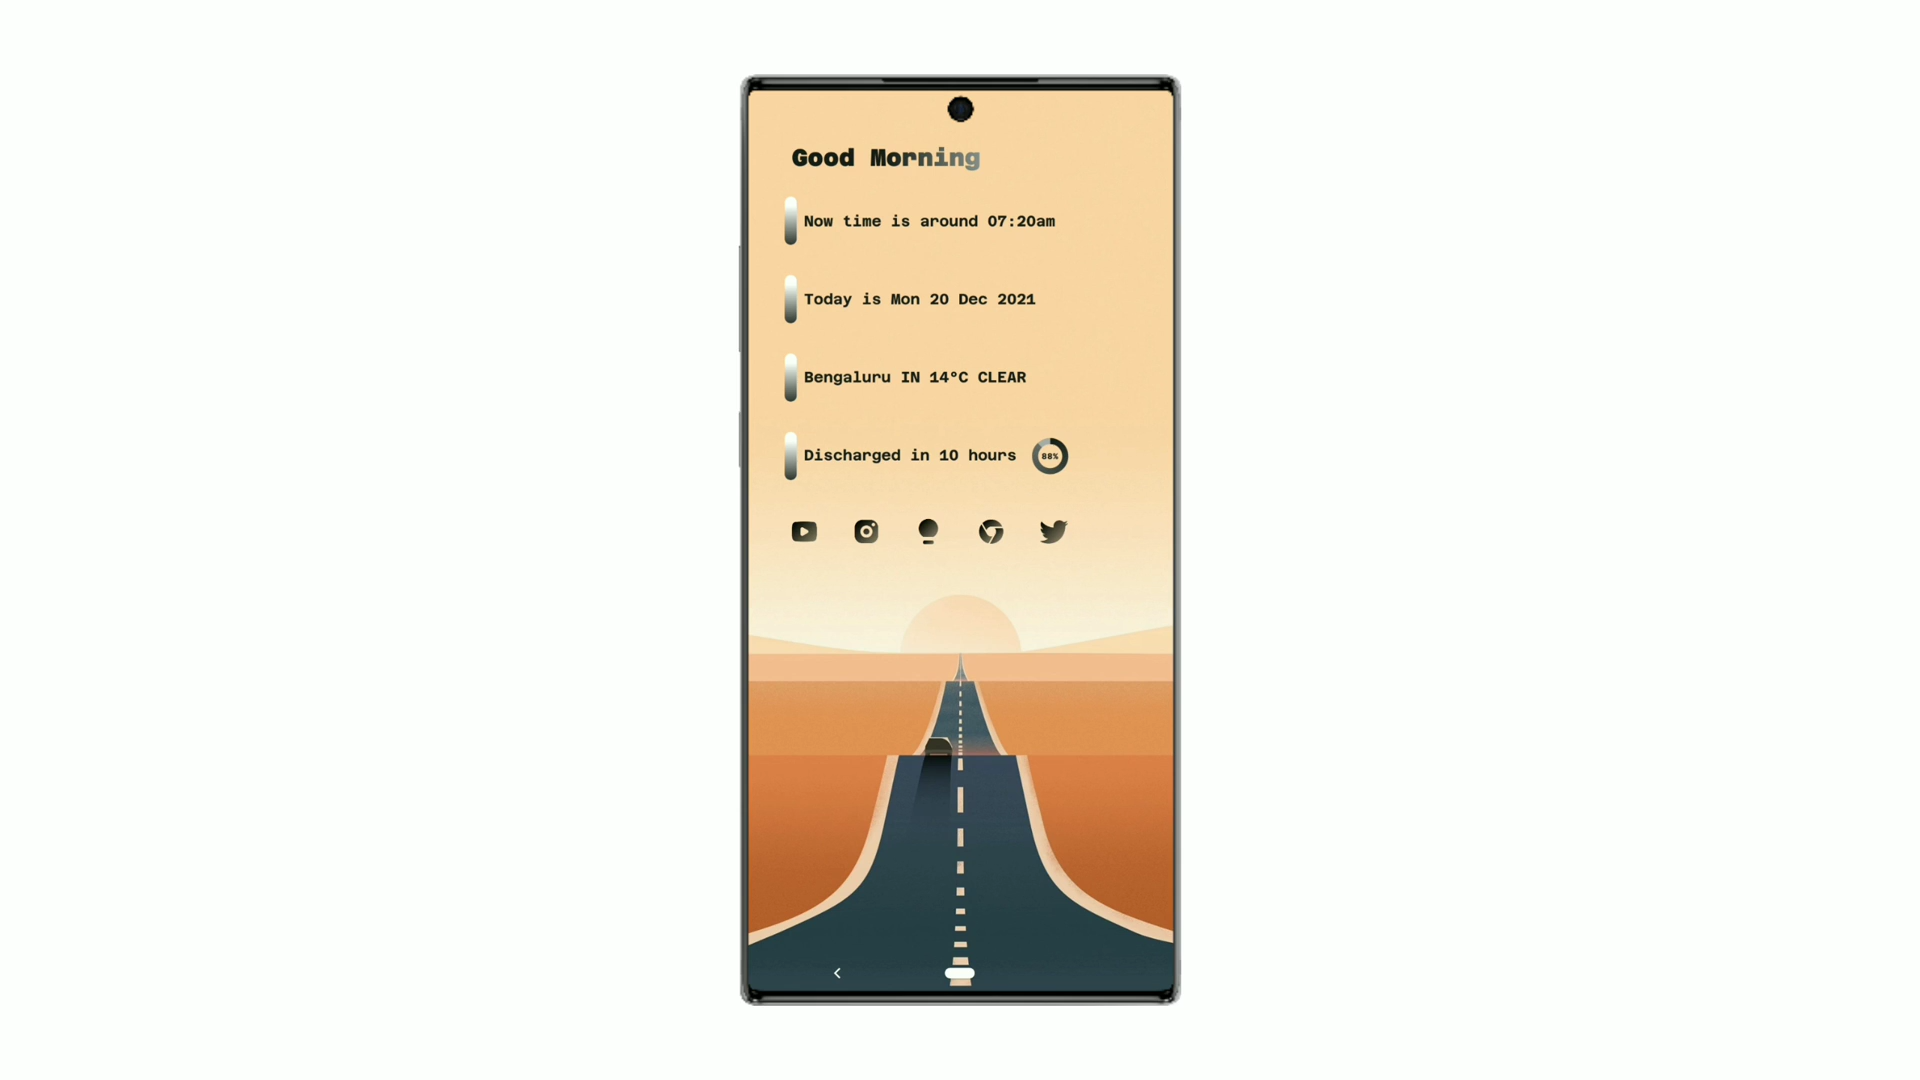 Good Morning
Now time is around 07:20am
Today is Mon 20 Dec 2021
Bengaluru IN 14°C CLEAR
Discharged in 10 hours 88%